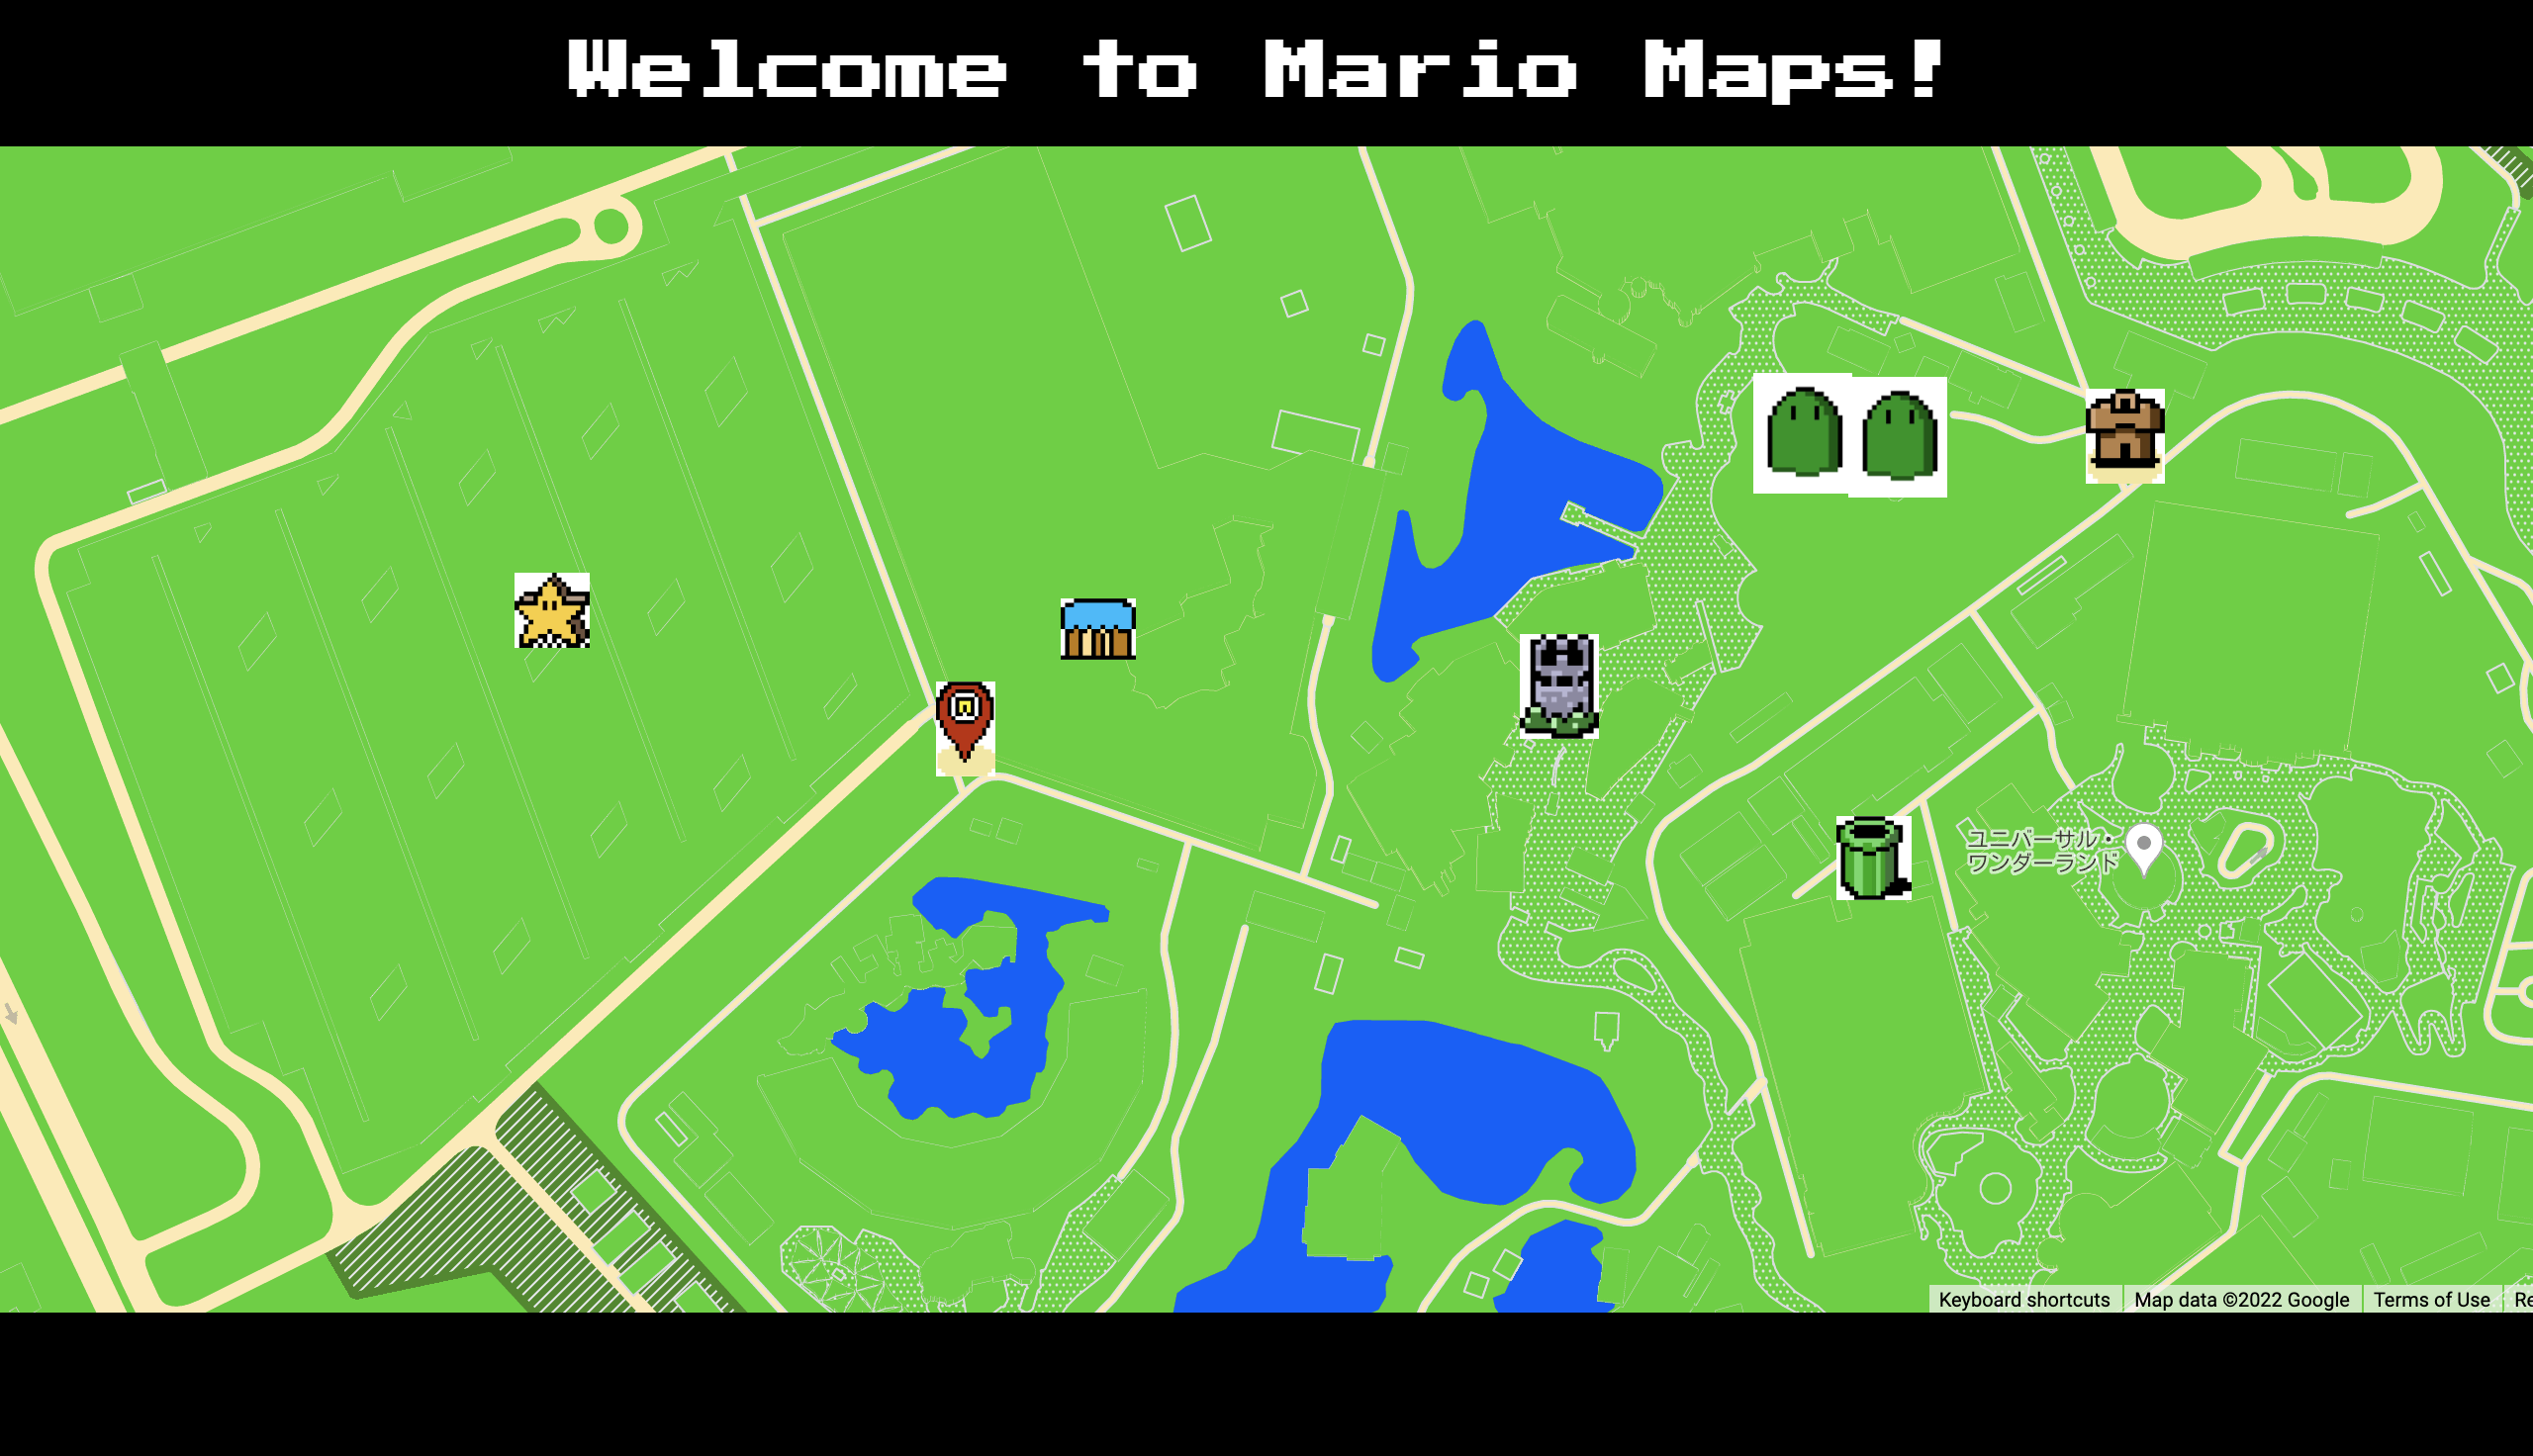 Welcome to Mario Maps!
ユニバーサル・
ワンダーランド
Keyboard shortcuts
Map data ©2022 Google
Terms of Use
Re